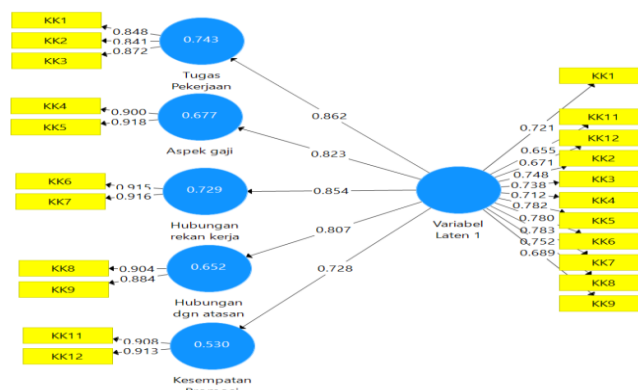 KK1
KK2
KK3
0.848
0.841
0.872
0.743
Tugas
Pekerjaan
KK4
KK5
0.900
0.918
0.677
Aspek gaji
KK6
KK7
0.915
0.916
0.729
Hubungan
rekan kerja
KK8
KK9
0.904
0.884
0.652
Hubungan
dgn atasan
KK11
KK12
0.908
0.913
0.530
Kesempatan
0.862
0.823
0.854
0.807
0.728
Variabel
Laten 1
0.721
0.655
0.671
0.748
0.738
0.712
0.782
0.780
0.783
0.752
0.689
KK1
KK11
KK12
KK2
KK3
KK4
KK5
KK6
KK7
KK8
KK9